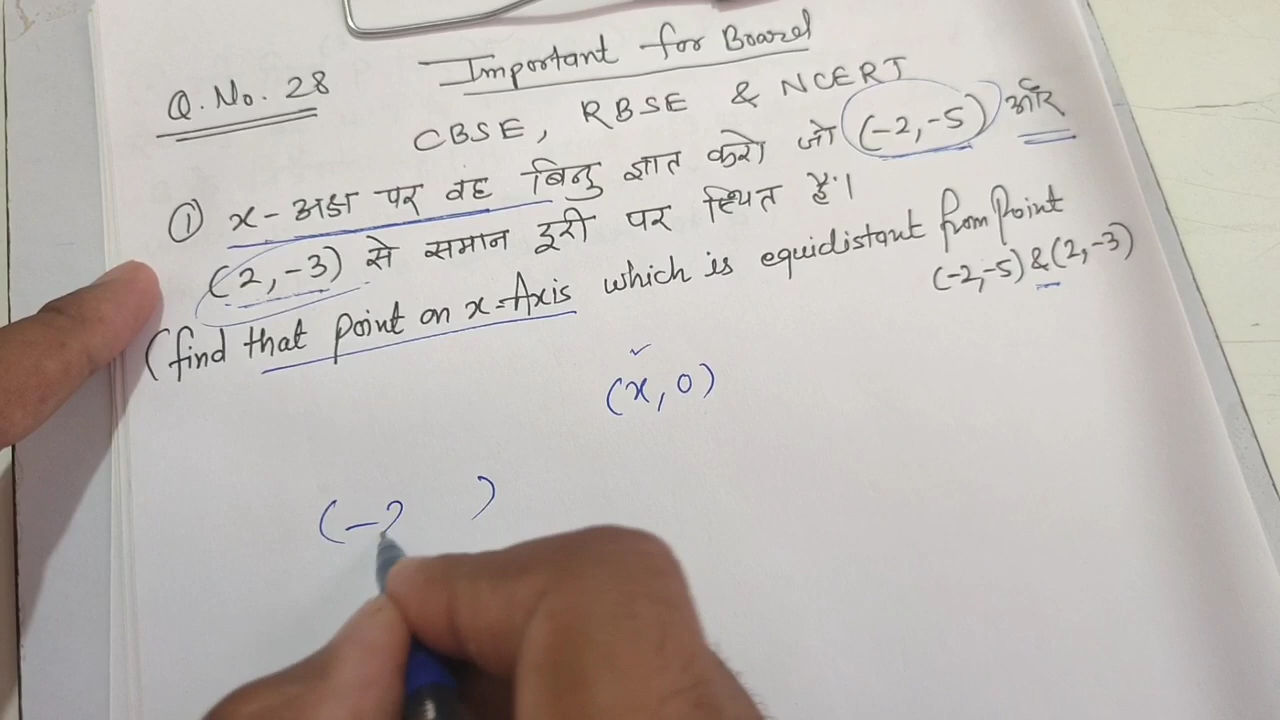 Q. No. 28
Important for Board
CBSE, RBSE & NCERT
① x-अक्ष पर वह बिन्दु ज्ञात करो जो (-2,-5) और
(2,-3) से समान दूरी पर स्थित हैं।
(find that point on x-Axis which is equidistant from Point
(-2,-5) & (2,-3)
(x, 0)
(-2 )